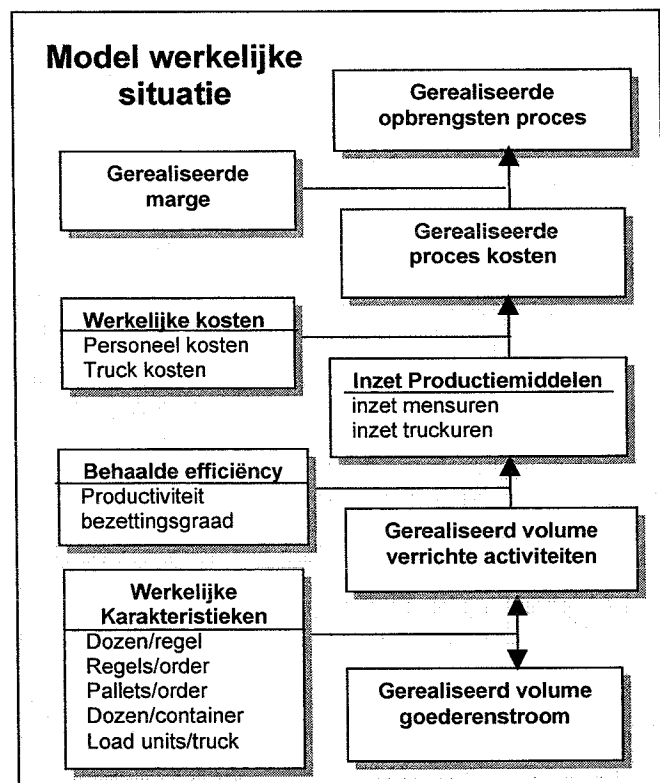 Model werkelijke
situatie
Gerealiseerde
opbrengsten proces
Gerealiseerde
marge
Gerealiseerde
proces kosten
Werkelijke kosten
Personeel kosten
Truck kosten
Inzet Productiemiddelen
inzet mensuren
inzet truckuren
Behaalde efficiëncy
Productiviteit
bezettingsgraad
Gerealiseerd volume
verrichte activiteiten
Werkelijke
Karakteristieken
Dozen/regel
Regels/order
Pallets/order
Dozen/container
Load units/truck
Gerealiseerd volume
goederenstroom